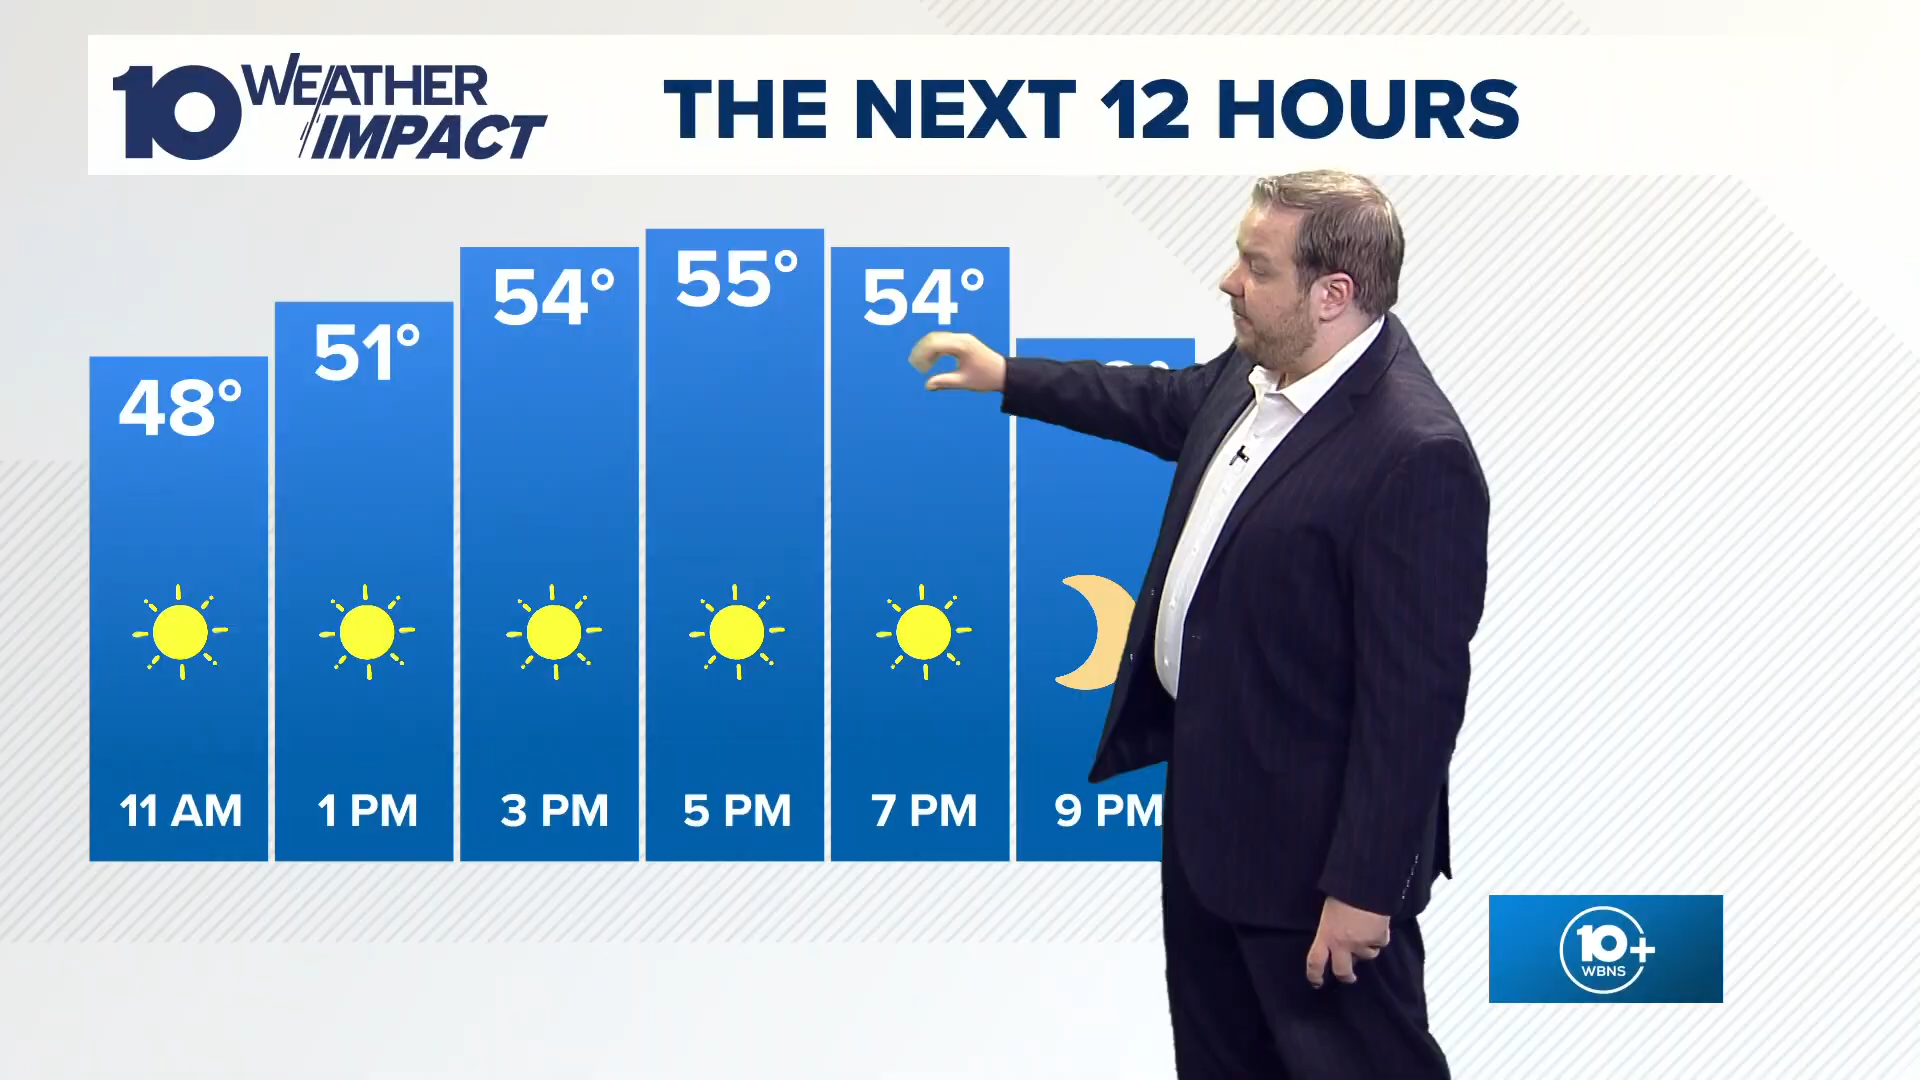 10 WEATHER IMPACT
THE NEXT 12 HOURS
48° 51° 54° 55° 54°
11 AM 1 PM 3 PM 5 PM 7 PM 9 PM
10+
WBNS